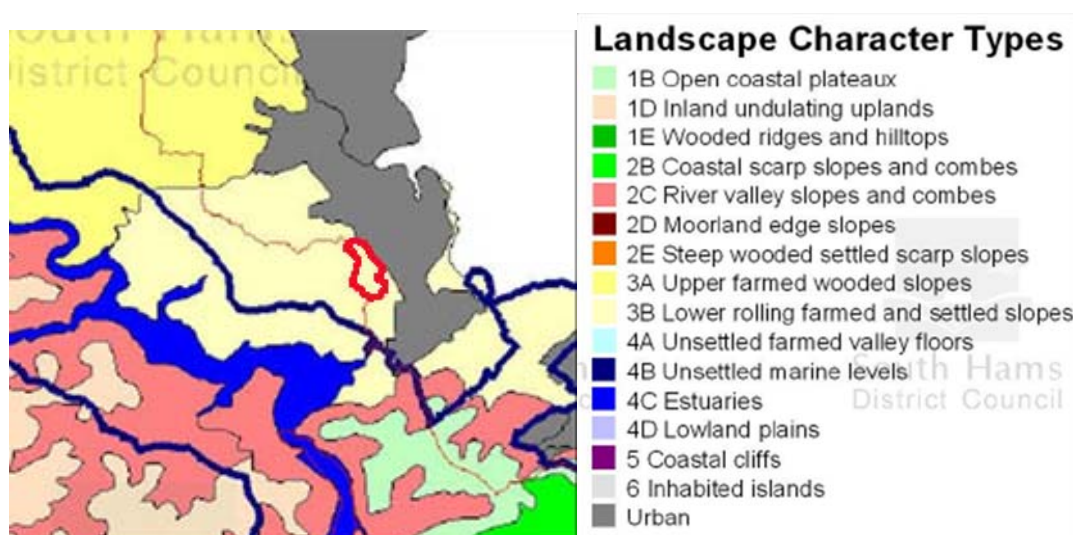 South Hams
District Council
Landscape Character Types
1B Open coastal plateaux
1D Inland undulating uplands
1E Wooded ridges and hilltops
2B Coastal scarp slopes and combes
2C River valley slopes and combes
2D Moorland edge slopes
2E Steep wooded settled scarp slopes
3A Upper farmed wooded slopes
3B Lower rolling farmed and settled slopes
4A Unsettled farmed valley floors
4B Unsettled marine levels
South Hams
4C Estuaries
District Council
4D Lowland plains
5 Coastal cliffs
6 Inhabited islands
Urban